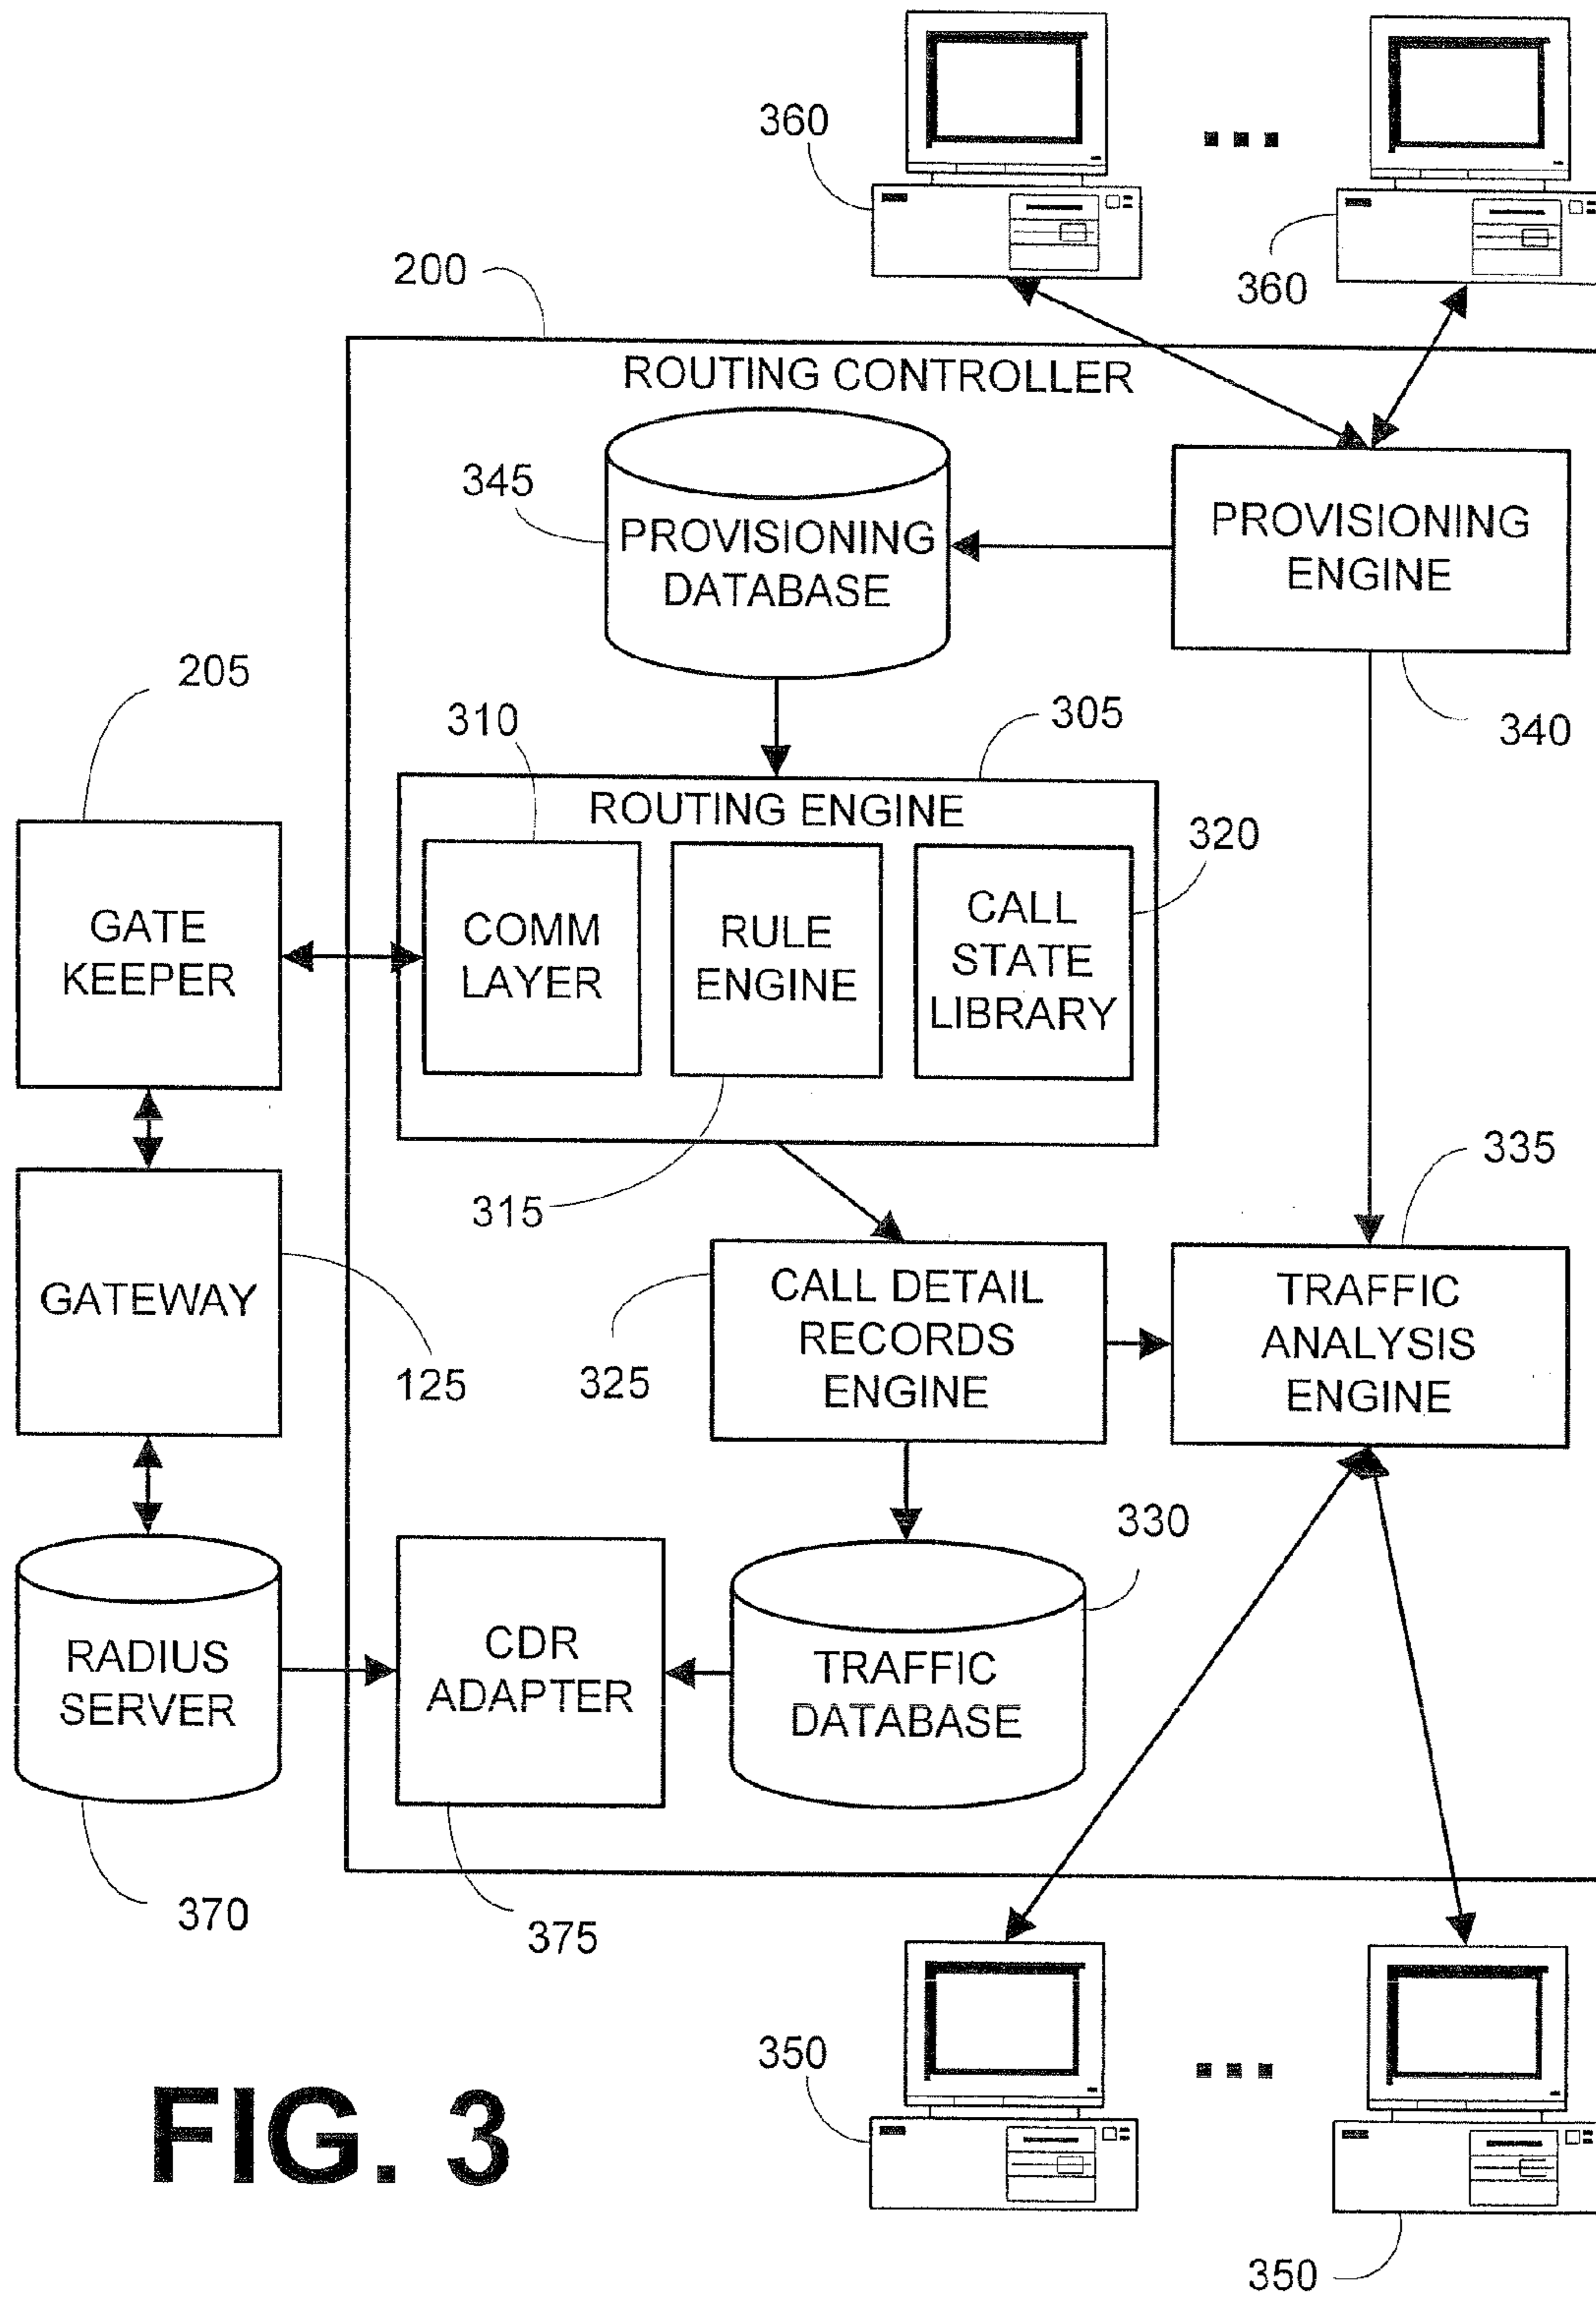 360
360
200
ROUTING CONTROLLER
345
PROVISIONING
DATABASE
PROVISIONING
ENGINE
340
205
310
305
ROUTING ENGINE
320
GATE
KEEPER
COMM
LAYER
RULE
ENGINE
CALL
STATE
LIBRARY
315
335
GATEWAY
125
325
CALL DETAIL
RECORDS
ENGINE
TRAFFIC
ANALYSIS
ENGINE
330
RADIUS
SERVER
CDR
ADAPTER
TRAFFIC
DATABASE
370
375
350
350
FIG. 3